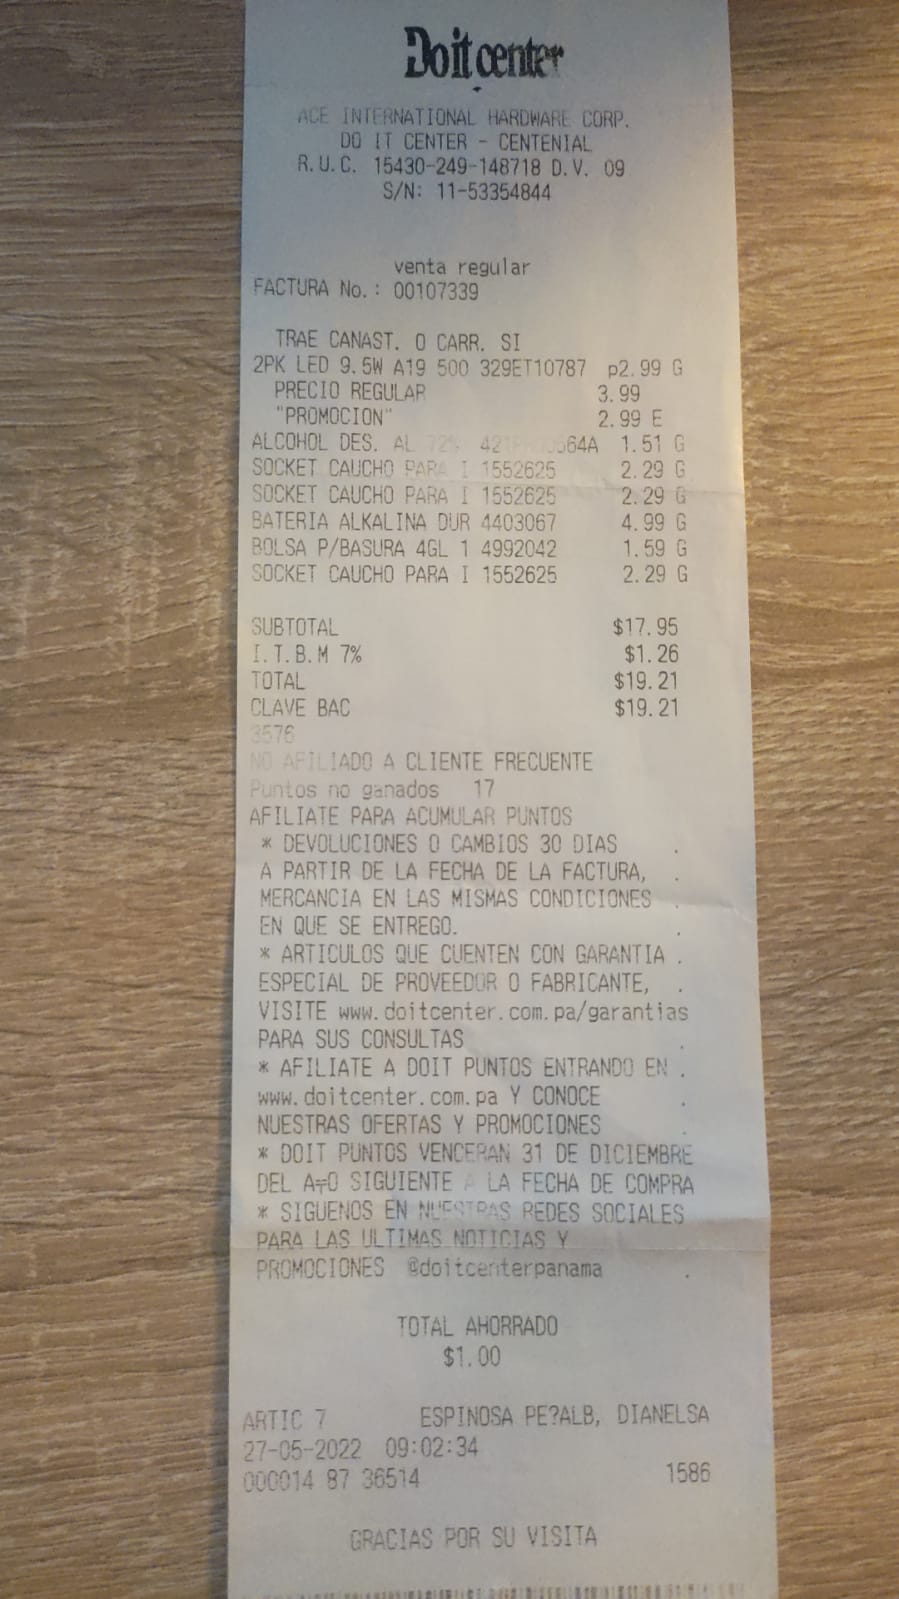 Doit center
ACE INTERNATIONAL HARDWARE CORP.
DO IT CENTER - CENTENIAL
R.U.C. 15430-249-148718 D.V. 09
S/N: 11-53354844
venta regular
FACTURA No.: 00107339
TRAE CANAST. O CARR. SI
2PK LED 9.5W A19 500 329ET10787 p2.99 G
PRECIO REGULAR 3.99
"PROMOCION" 2.99 E
ALCOHOL DES. AL 72% 1.51 G
SOCKET CAUCHO PARA I 1552625 2.29 G
SOCKET CAUCHO PARA I 1552625 2.29 G
BATERIA ALKALINA DUR 4403067 4.99 G
BOLSA P/BASURA 4GL 1 4992042 1.59 G
SOCKET CAUCHO PARA I 1552625 2.29 G
SUBTOTAL $17.95
I.T.B.M 7% $1.26
TOTAL $19.21
CLAVE BAC $19.21
3576
NO AFILIADO A CLIENTE FRECUENTE
Puntos no ganados 17
AFILIATE PARA ACUMULAR PUNTOS
* DEVOLUCIONES O CAMBIOS 30 DIAS .
A PARTIR DE LA FECHA DE LA FACTURA, .
MERCANCIA EN LAS MISMAS CONDICIONES .
EN QUE SE ENTREGO. .
* ARTICULOS QUE CUENTEN CON GARANTIA .
ESPECIAL DE PROVEEDOR O FABRICANTE, .
VISITE www.doitcenter.com.pa/garantias
PARA SUS CONSULTAS .
* AFILIATE A DOIT PUNTOS ENTRANDO EN .
www.doitcenter.com.pa Y CONOCE .
NUESTRAS OFERTAS Y PROMOCIONES
* DOIT PUNTOS VENCERAN 31 DE DICIEMBRE
DEL A╤O SIGUIENTE A LA FECHA DE COMPRA
* SIGUENOS EN NUESTRAS REDES SOCIALES
PARA LAS ULTIMAS NOTICIAS Y
PROMOCIONES @doitcenterpanama .
TOTAL AHORRADO
$1.00
ARTIC 7 ESPINOSA PE?ALB, DIANELSA
27-05-2022 09:02:34
000014 87 36514 1586
GRACIAS POR SU VISITA